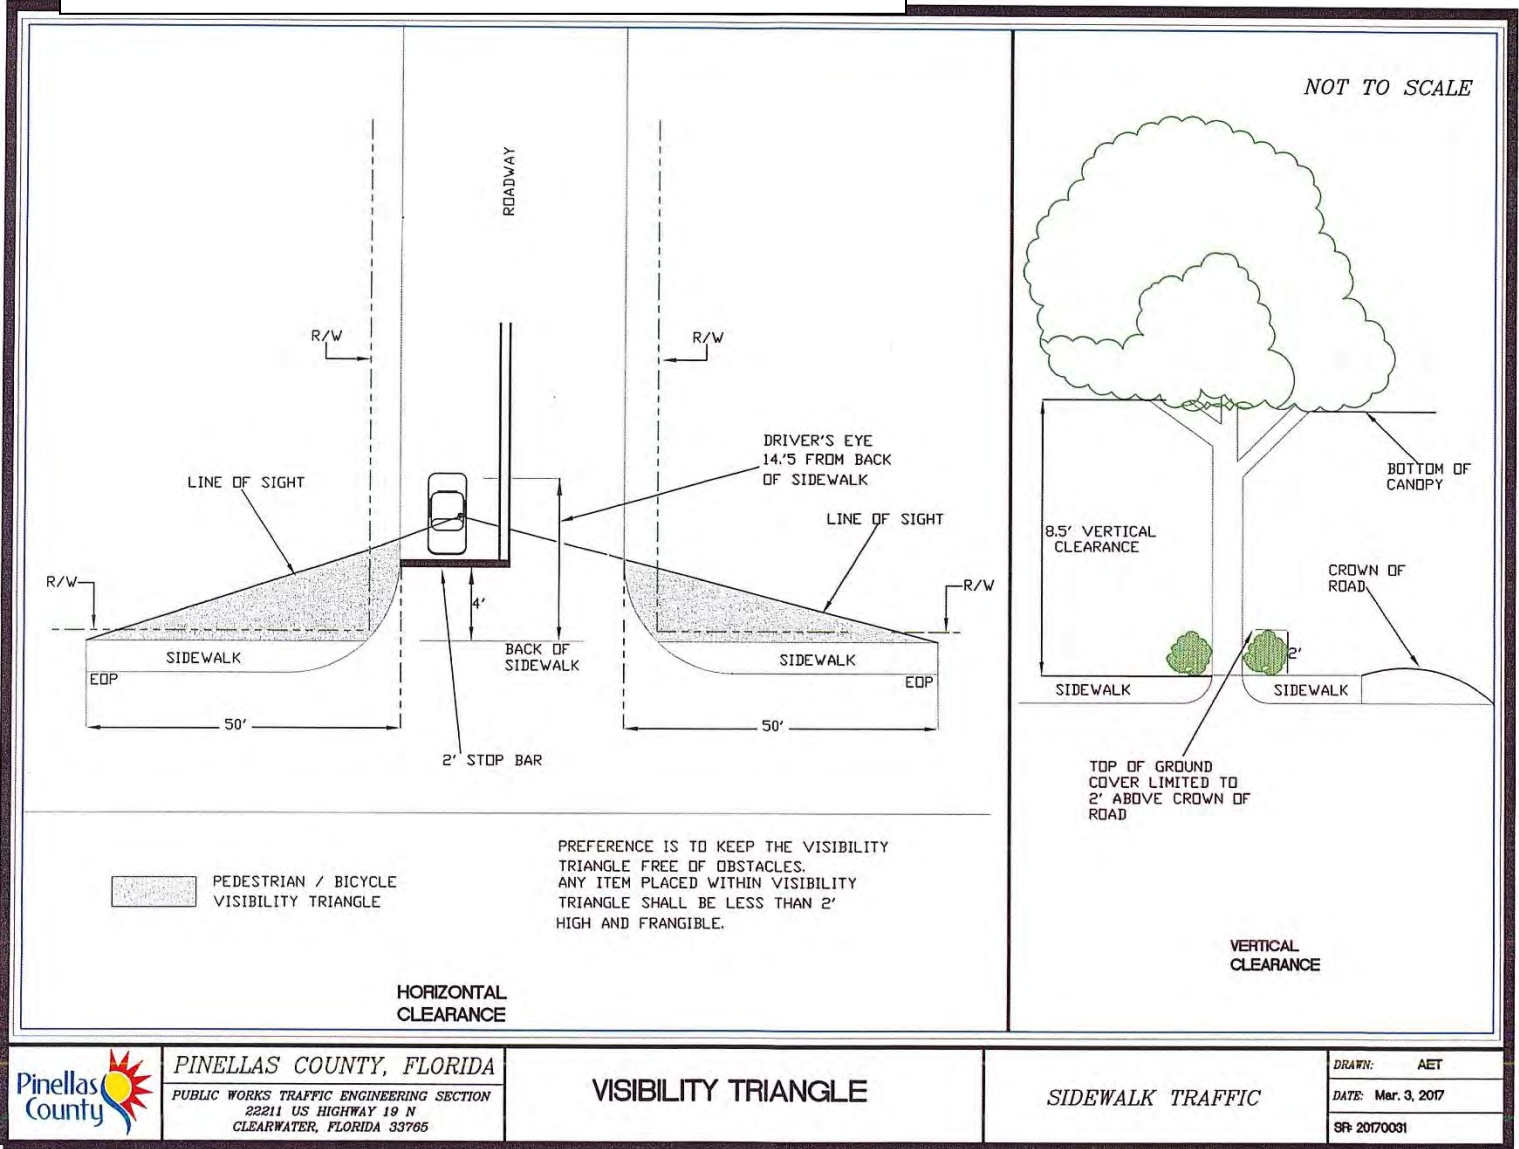 NOT TO SCALE
ROADWAY
R/W
R/W
DRIVER'S EYE
14.'5 FROM BACK
OF SIDEWALK
LINE OF SIGHT
LINE OF SIGHT
R/W
R/W
4'
BACK OF
SIDEWALK
SIDEWALK
SIDEWALK
EOP
EOP
50'
50'
2' STOP BAR
BOTTOM OF
CANOPY
8.5' VERTICAL
CLEARANCE
CROWN OF
ROAD
2'
SIDEWALK
SIDEWALK
TOP OF GROUND
COVER LIMITED TO
2' ABOVE CROWN OF
ROAD
PEDESTRIAN / BICYCLE
VISIBILITY TRIANGLE
PREFERENCE IS TO KEEP THE VISIBILITY
TRIANGLE FREE OF OBSTACLES.
ANY ITEM PLACED WITHIN VISIBILITY
TRIANGLE SHALL BE LESS THAN 2'
HIGH AND FRANGIBLE.
HORIZONTAL
CLEARANCE
VERTICAL
CLEARANCE
Pinellas
County
PINELLAS COUNTY, FLORIDA
PUBLIC WORKS TRAFFIC ENGINEERING SECTION
22211 US HIGHWAY 19 N
CLEARWATER, FLORIDA 33765
VISIBILITY TRIANGLE
SIDEWALK TRAFFIC
DRAWN: AET
DATE: Mar. 3, 2017
SR: 20170031